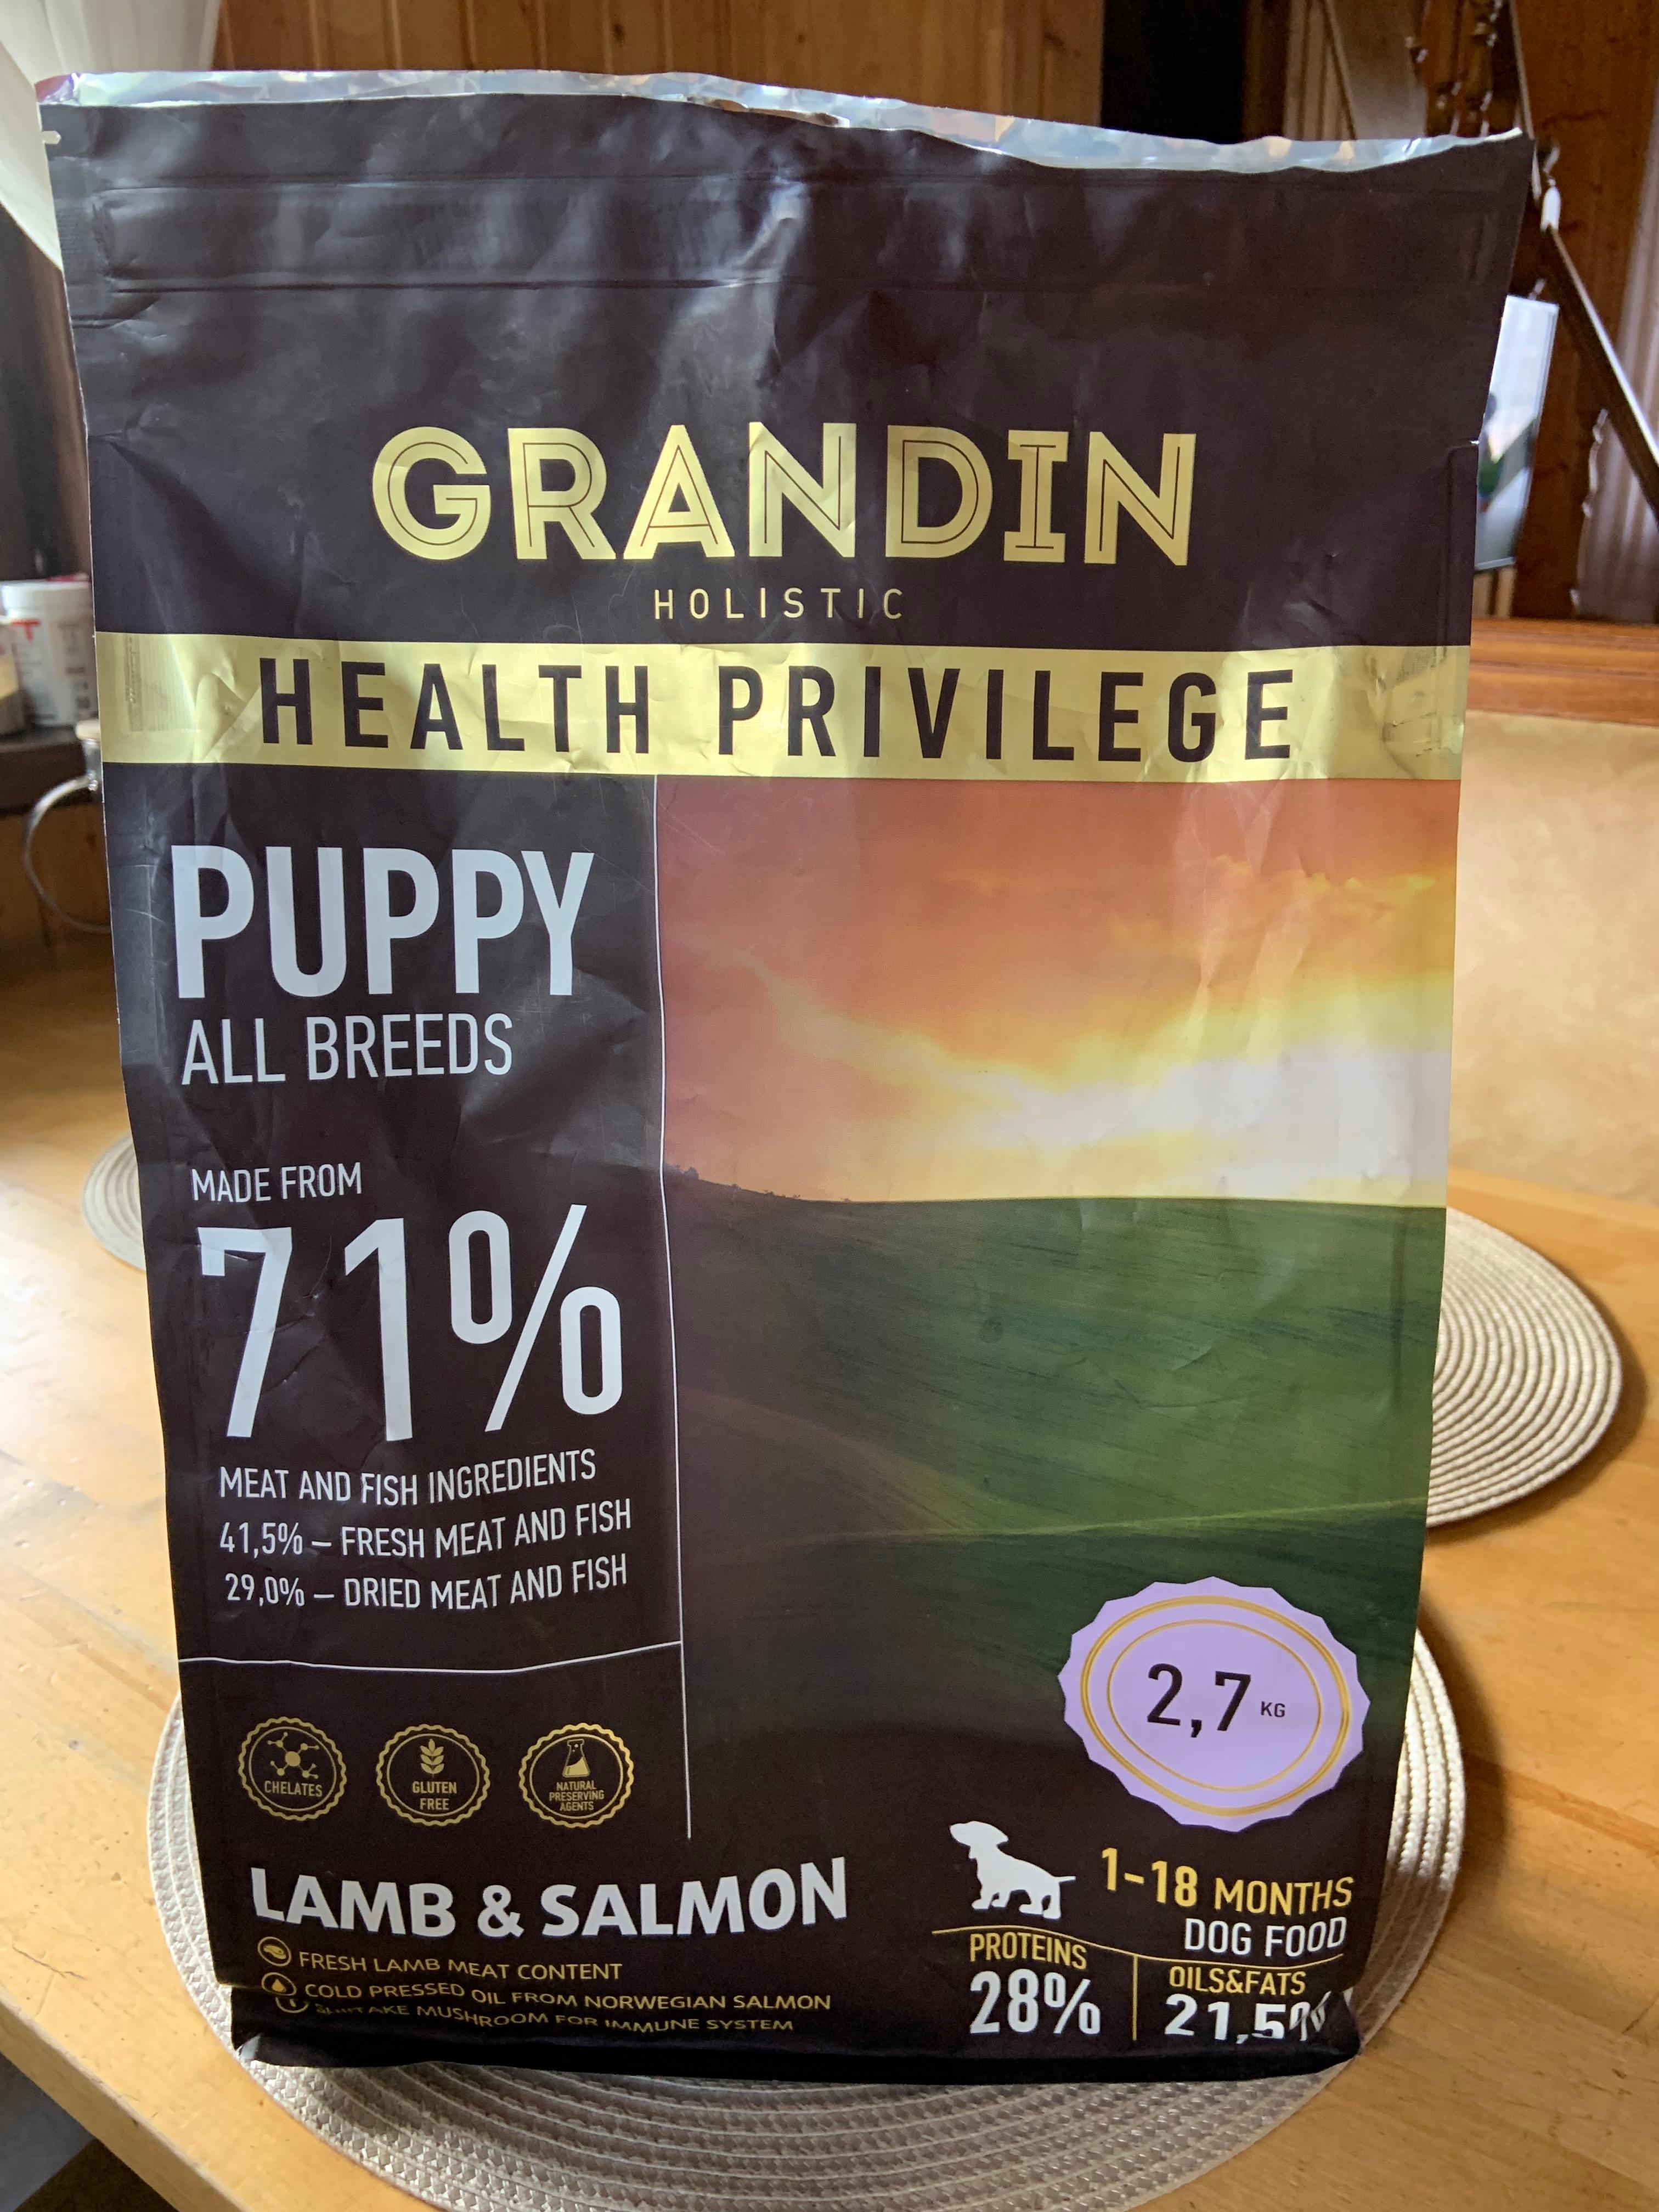 GRANDIN
HOLISTIC
HEALTH PRIVILEGE
PUPPY
ALL BREEDS
MADE FROM
71%
MEAT AND FISH INGREDIENTS
41,5% – FRESH MEAT AND FISH
29,0% – DRIED MEAT AND FISH
2,7 KG
CHELATES
GLUTEN
FREE
NATURAL
PRESERVING
AGENTS
LAMB & SALMON
FRESH LAMB MEAT CONTENT
COLD PRESSED OIL FROM NORWEGIAN SALMON
MUSHROOM FOR IMMUNE SYSTEM
1-18 MONTHS
DOG FOOD
PROTEINS
28%
OILS&FATS
21,5%